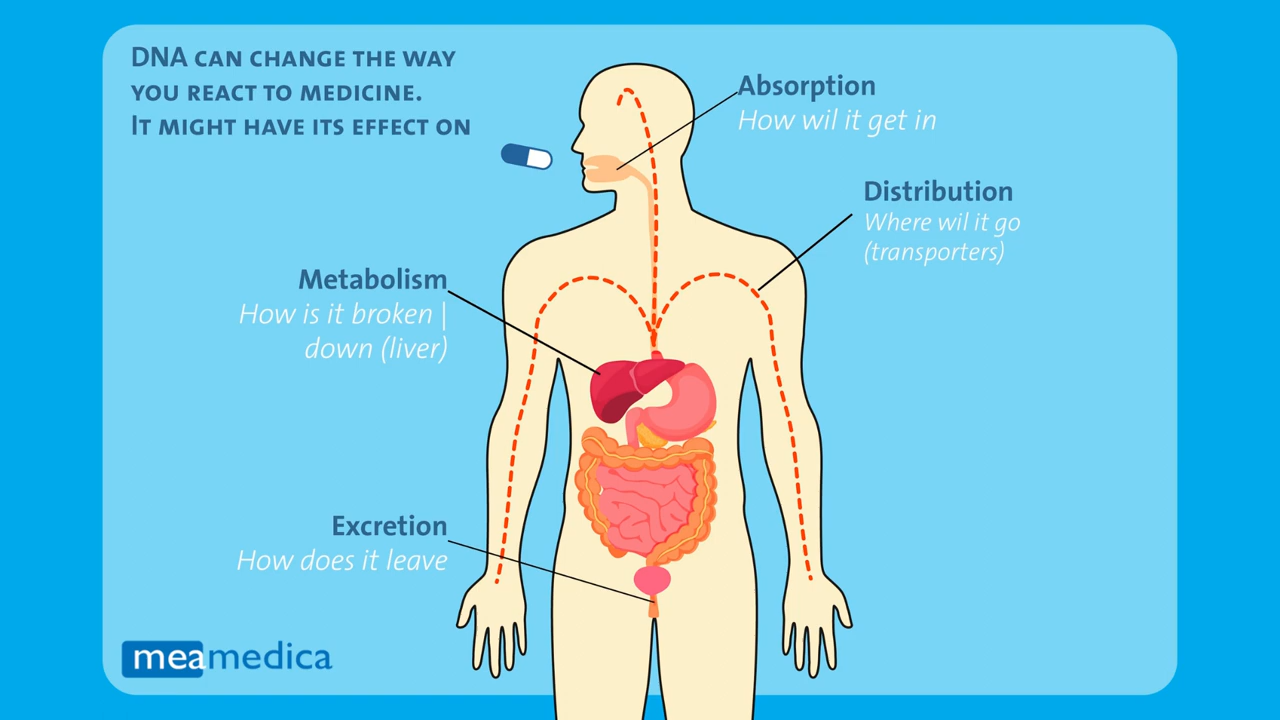 DNA can change the way
you react to medicine.
It might have its effect on
Absorption
How wil it get in
Distribution
Where wil it go
(transporters)
Metabolism
How is it broken |
down (liver)
Excretion
How does it leave
meamedica